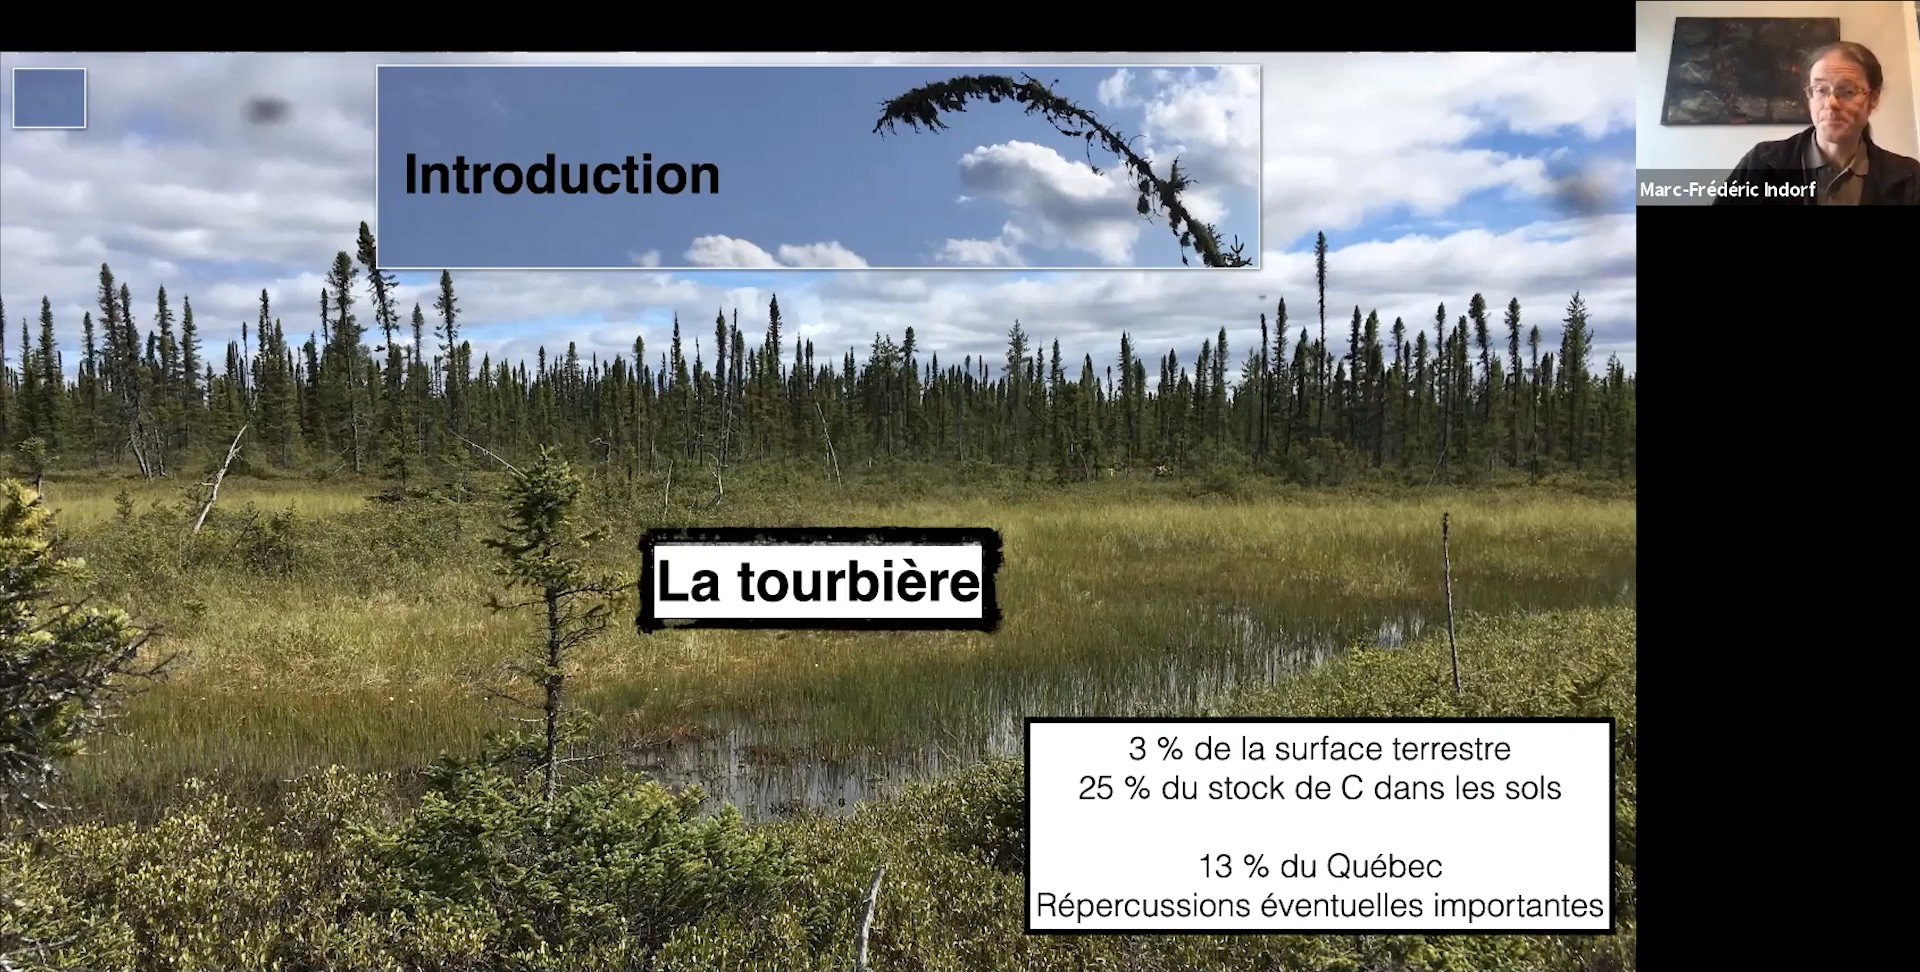 Introduction
Marc-Frédéric Indorf
La tourbière
3 % de la surface terrestre
25 % du stock de C dans les sols
13 % du Québec
Répercussions éventuelles importantes